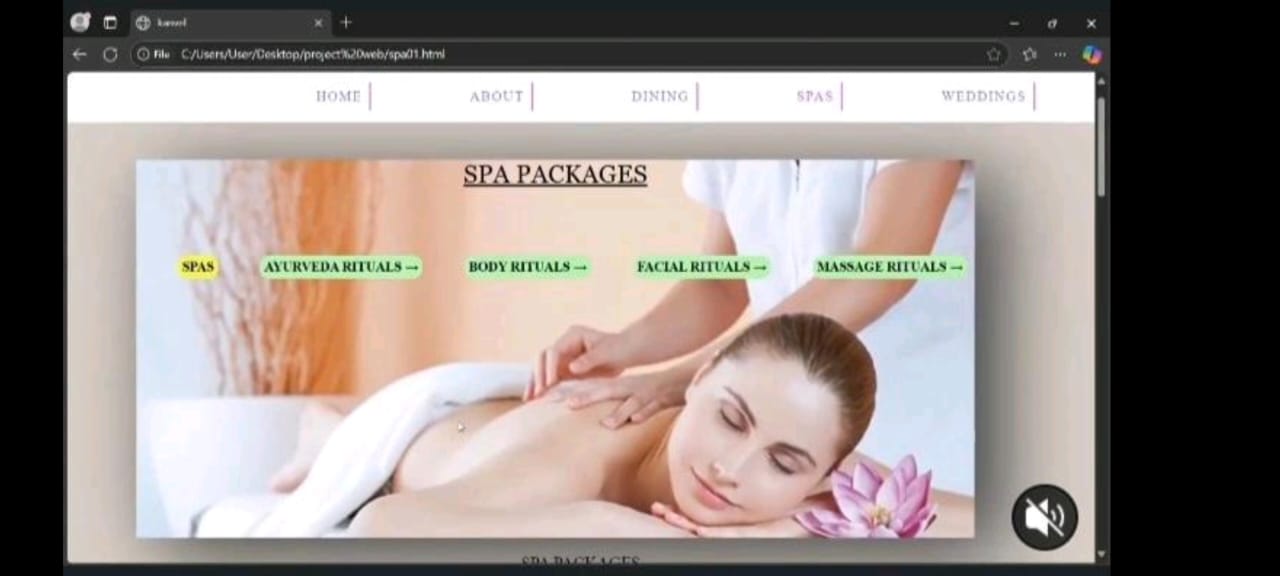 File C:/Users/User/Desktop/project%20web/spa01.html
HOME ABOUT DINING SPAS WEDDINGS
SPA PACKAGES
SPAS AYURVEDA RITUALS → BODY RITUALS → FACIAL RITUALS → MASSAGE RITUALS →
SPA PACKAGES